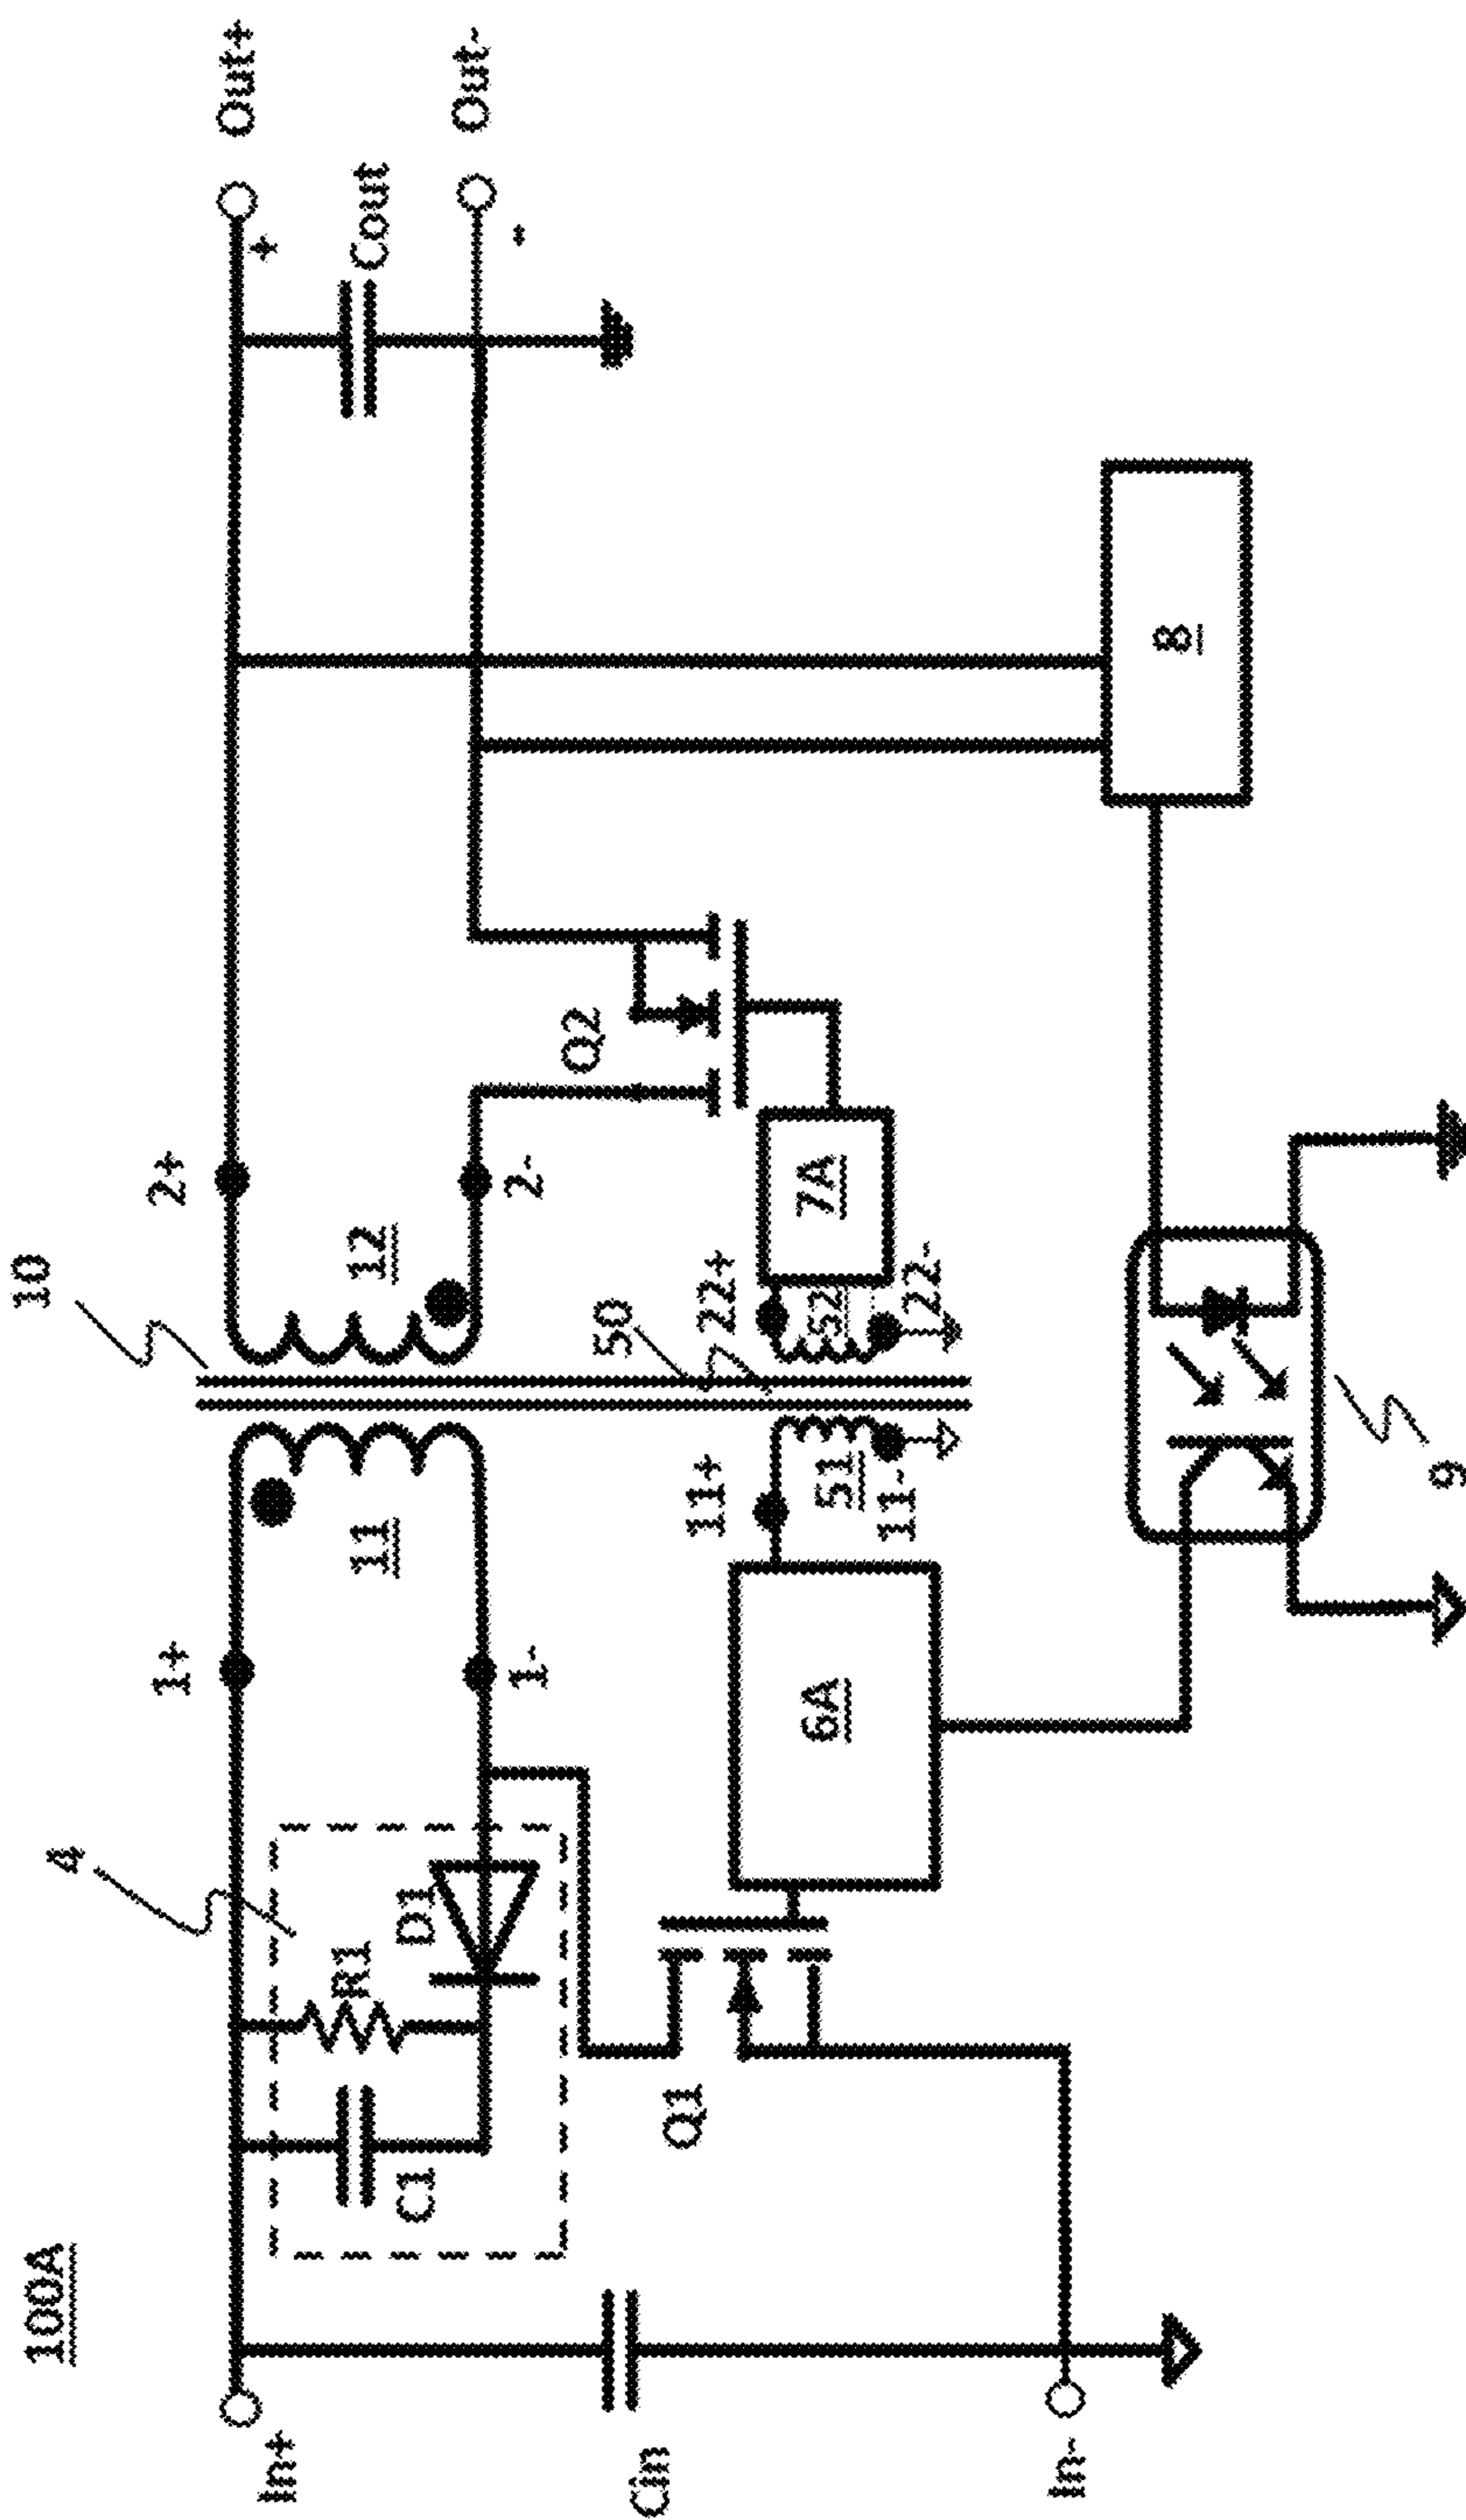 100A
10
4
1+
2+
Out+
In+
+
C1
R1
D1
11
12
Cout
1-
2-
Out-
-
Cin
Q1
Q2
50
11+
22+
6A
51
52
7A
11-
22-
In-
8
9